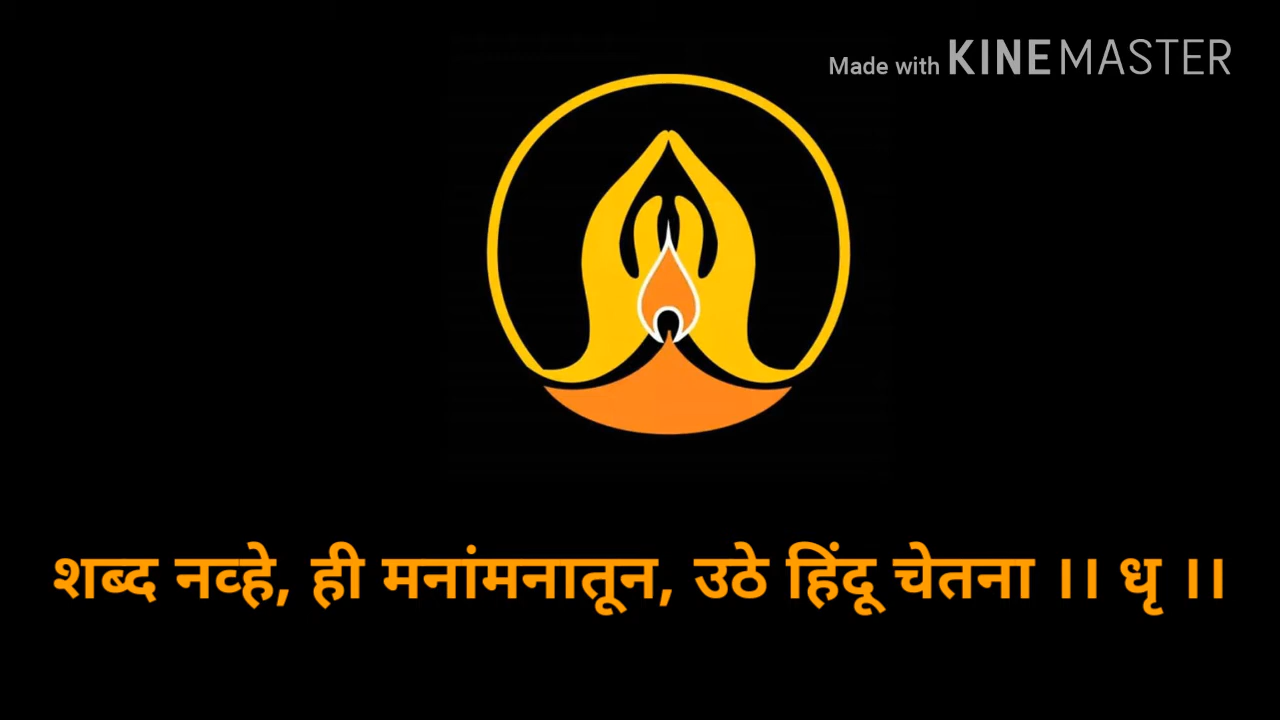 Made with KINEMASTER
शब्द नव्हे, ही मनांमनातून, उठे हिंदू चेतना ।। धृ ।।